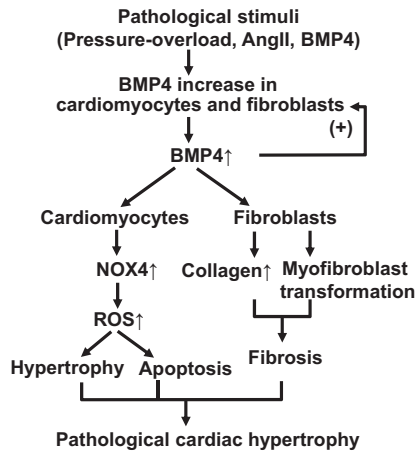 Pathological stimuli
(Pressure-overload, AngII, BMP4)
BMP4 increase in
cardiomyocytes and fibroblasts
(+)
BMP4↑
Cardiomyocytes
Fibroblasts
NOX4↑
Collagen↑
Myofibroblast
transformation
ROS↑
Hypertrophy
Apoptosis
Fibrosis
Pathological cardiac hypertrophy